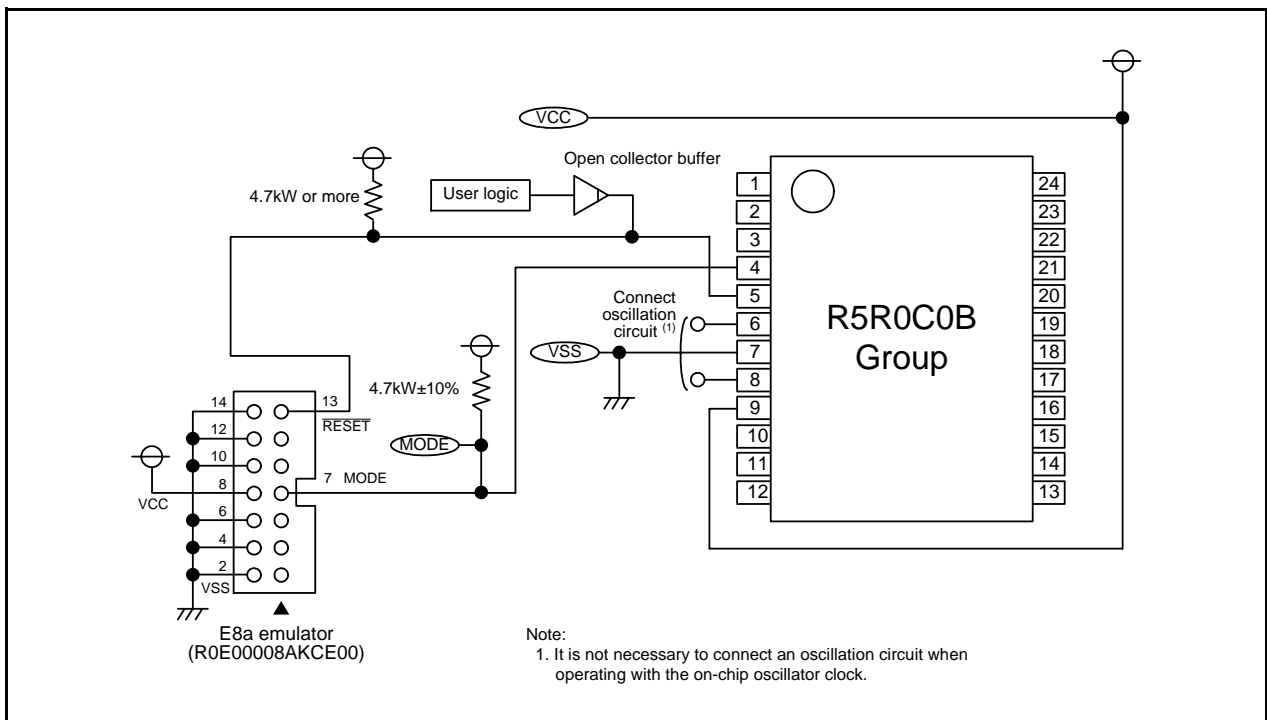 VCC
Open collector buffer
4.7kW or more
User logic
1
2
3
4
5
6
7
8
9
10
11
12
24
23
22
21
20
19
18
17
16
15
14
13
R5R0C0B
Group
Connect
oscillation
circuit (1)
VSS
4.7kW±10%
MODE
14
13
RESET
12
10
8
7 MODE
VCC
6
4
2
VSS
E8a emulator
(R0E00008AKCE00)
Note:
1. It is not necessary to connect an oscillation circuit when
operating with the on-chip oscillator clock.